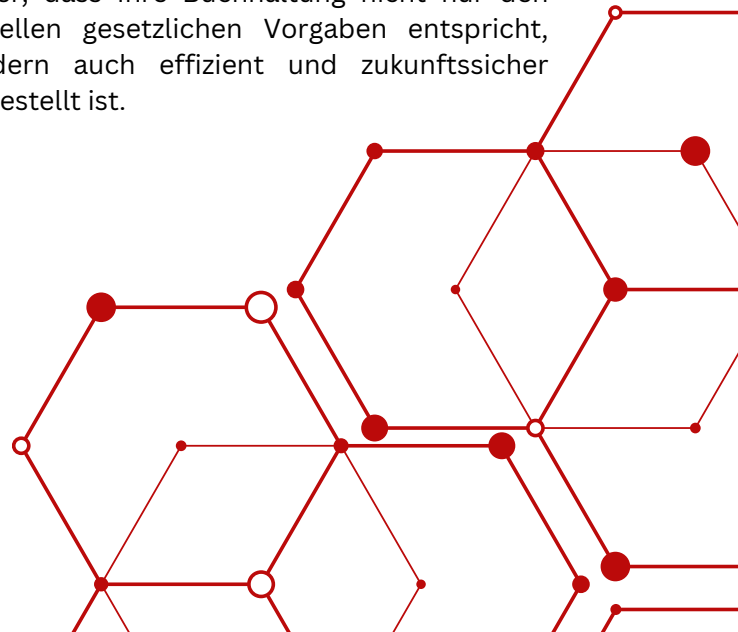 er, dass Ihre Buchhaltung nicht nur den
ellen gesetzlichen Vorgaben entspricht,
dern auch effizient und zukunftssicher
estellt ist.